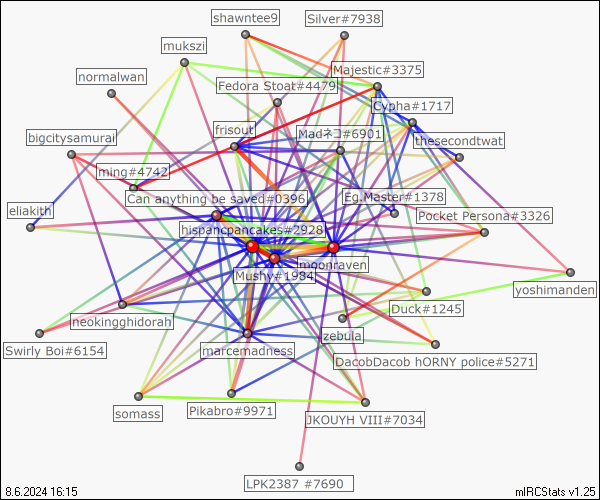 shawntee9
Silver#7938
mukszi
Majestic#3375
normalwan
Fedora Stoat#4479
Cypha#1717
frisout
Madネコ#6901
thesecondtwat
bigcitysamurai
ming#4742
Can anything be saved#0396
Eg.Master#1378
eliakith
Pocket Persona#3326
hispancpancakes#2928
moonraven
Mushy#1984
yoshimanden
Duck#1245
neokingghidorah
zebula
Swirly Boi#6154
marcemadness
DacobDacob hORNY police#5271
somass
Pikabro#9971
JKOUYH VIII#7034
LPK2387 #7690
8.6.2024 16:15
mIRCStats v1.25